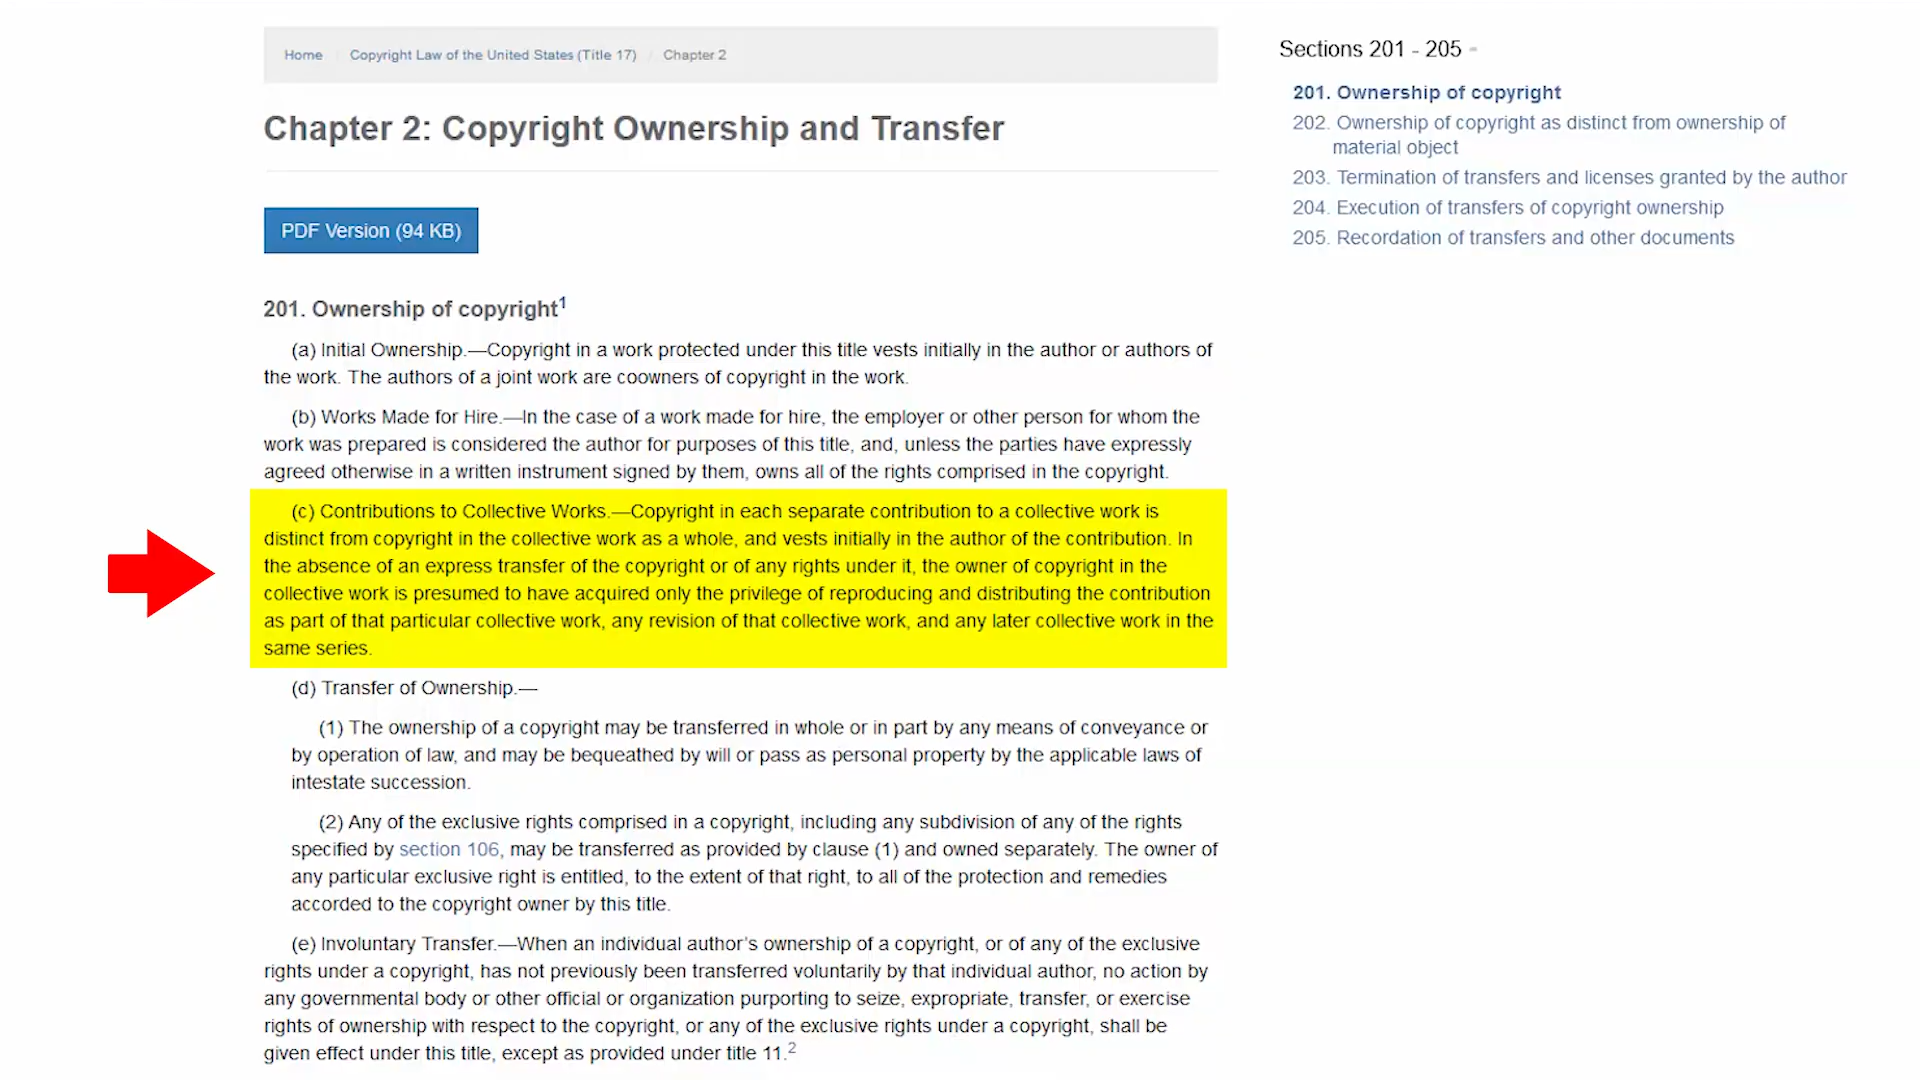 Home / Copyright Law of the United States (Title 17) / Chapter 2
Chapter 2: Copyright Ownership and Transfer
PDF Version (94 KB)
201. Ownership of copyright1
(a) Initial Ownership.—Copyright in a work protected under this title vests initially in the author or authors of
the work. The authors of a joint work are coowners of copyright in the work.
(b) Works Made for Hire.—In the case of a work made for hire, the employer or other person for whom the
work was prepared is considered the author for purposes of this title, and, unless the parties have expressly
agreed otherwise in a written instrument signed by them, owns all of the rights comprised in the copyright.
(c) Contributions to Collective Works.—Copyright in each separate contribution to a collective work is
distinct from copyright in the collective work as a whole, and vests initially in the author of the contribution. In
the absence of an express transfer of the copyright or of any rights under it, the owner of copyright in the
collective work is presumed to have acquired only the privilege of reproducing and distributing the contribution
as part of that particular collective work, any revision of that collective work, and any later collective work in the
same series.
(d) Transfer of Ownership.—
(1) The ownership of a copyright may be transferred in whole or in part by any means of conveyance or
by operation of law, and may be bequeathed by will or pass as personal property by the applicable laws of
intestate succession.
(2) Any of the exclusive rights comprised in a copyright, including any subdivision of any of the rights
specified by section 106, may be transferred as provided by clause (1) and owned separately. The owner of
any particular exclusive right is entitled, to the extent of that right, to all of the protection and remedies
accorded to the copyright owner by this title.
(e) Involuntary Transfer.—When an individual author's ownership of a copyright, or of any of the exclusive
rights under a copyright, has not previously been transferred voluntarily by that individual author, no action by
any governmental body or other official or organization purporting to seize, expropriate, transfer, or exercise
rights of ownership with respect to the copyright, or any of the exclusive rights under a copyright, shall be
given effect under this title, except as provided under title 11.2
Sections 201 - 205
201. Ownership of copyright
202. Ownership of copyright as distinct from ownership of
material object
203. Termination of transfers and licenses granted by the author
204. Execution of transfers of copyright ownership
205. Recordation of transfers and other documents